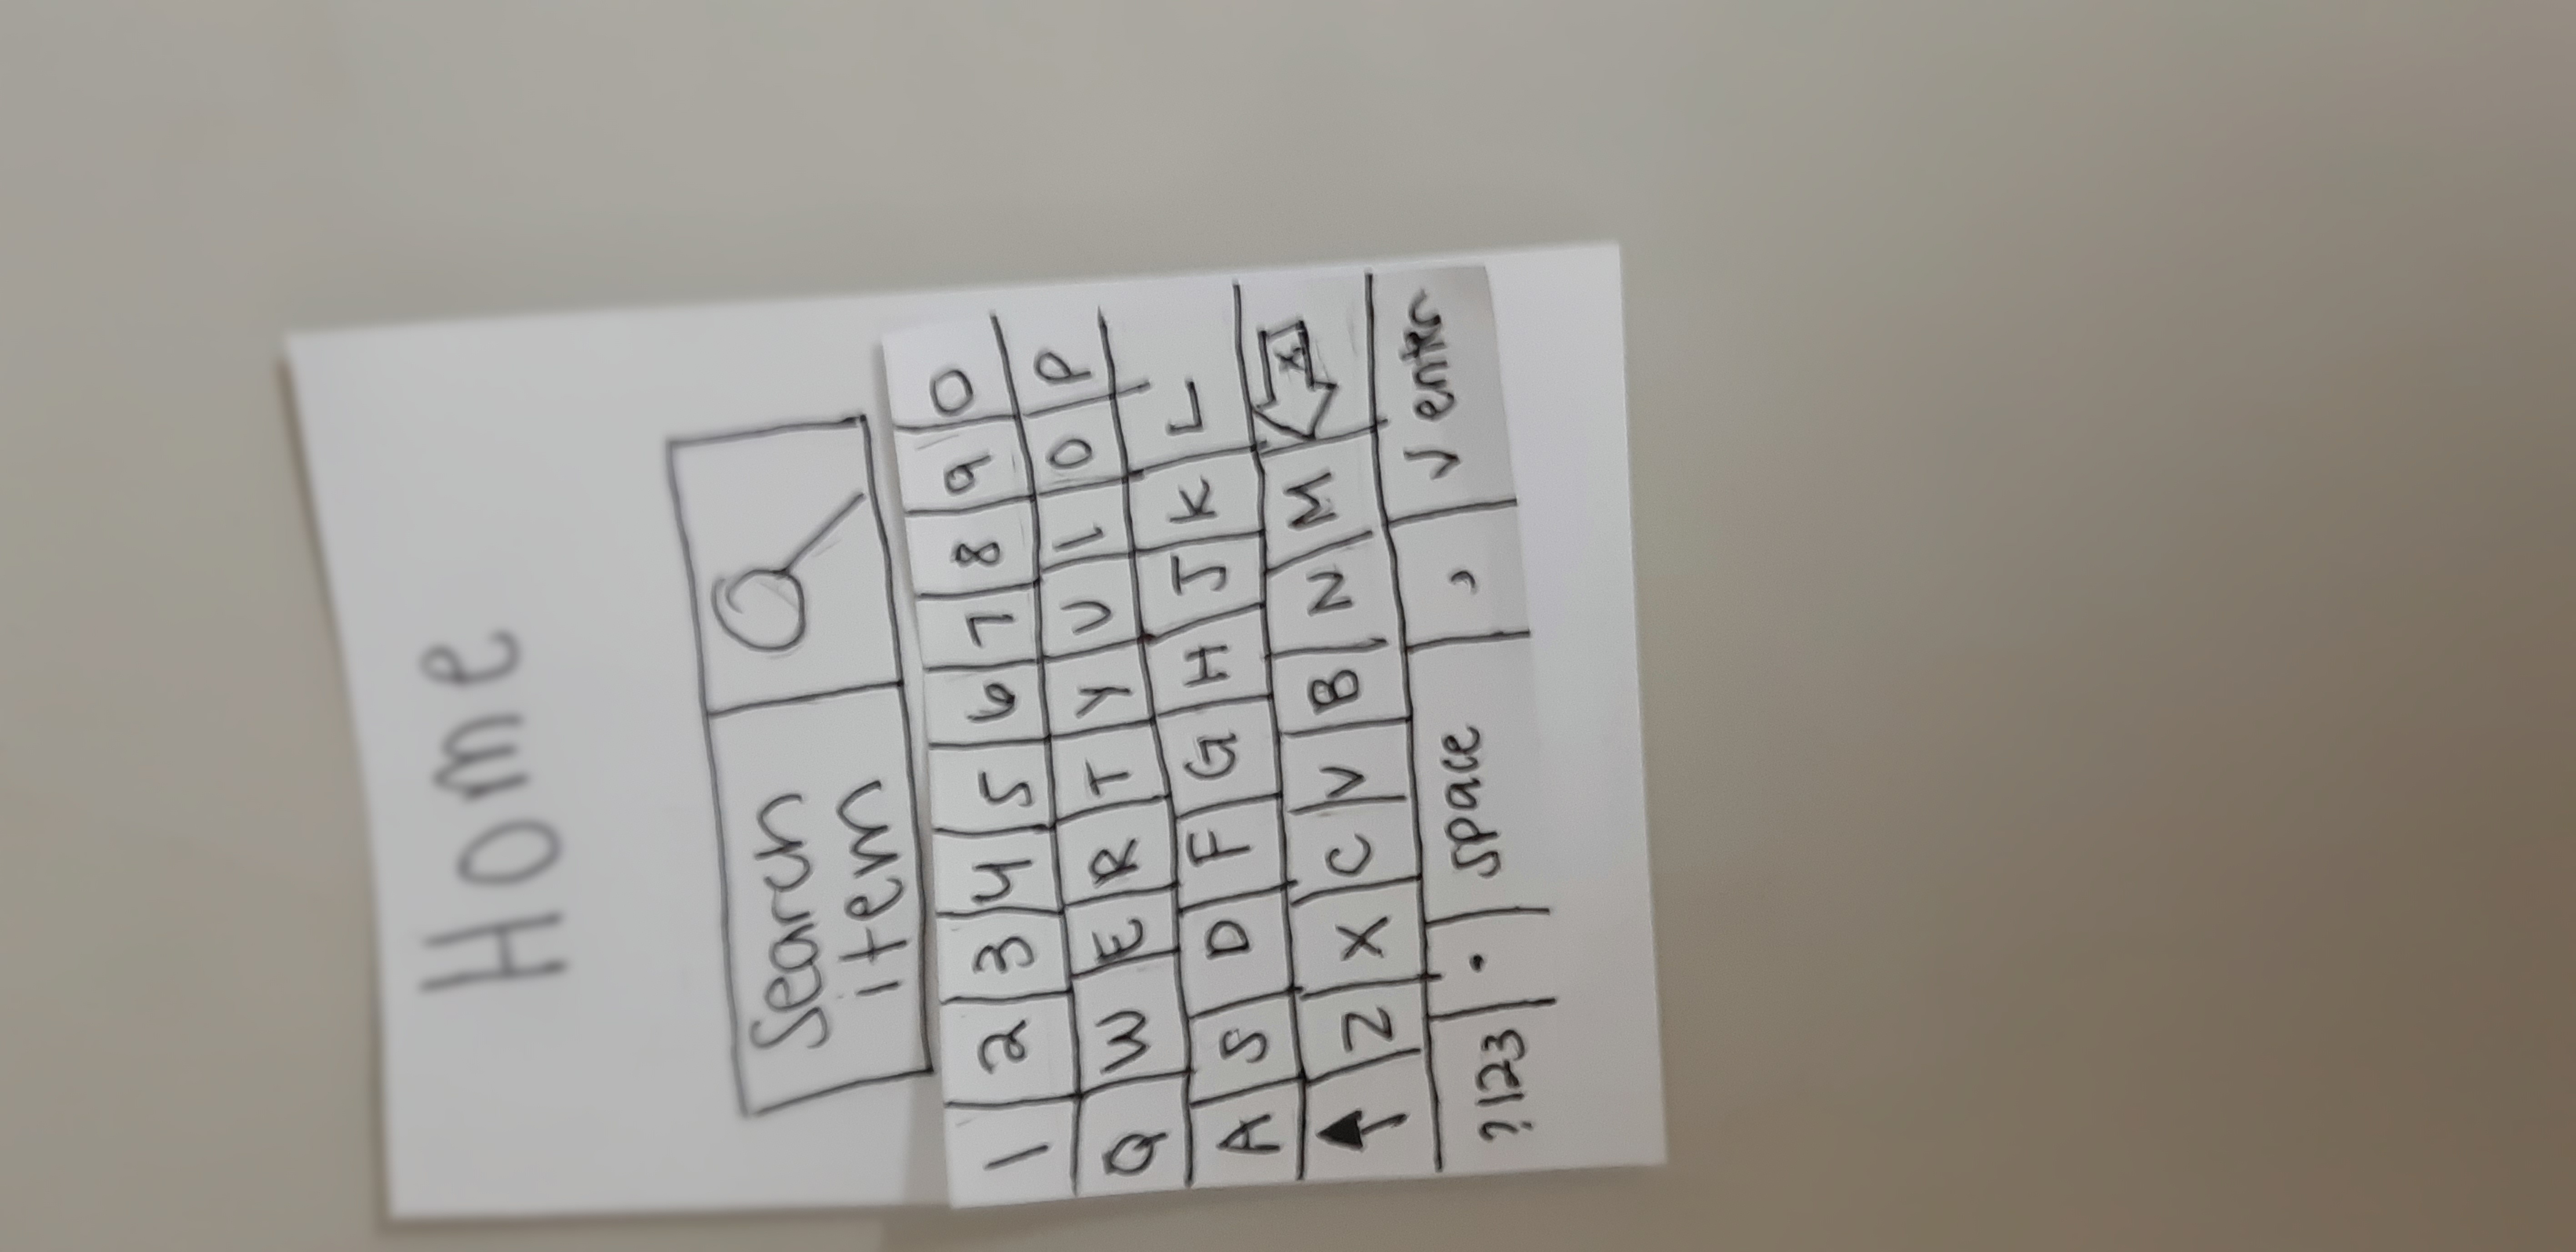 Home
Search
item
1 2 3 4 5 6 7 8 9 0
Q W E R T Y U I O P
A S D F G H J K L
Z X C V B N M x
?123 . space , √ enter